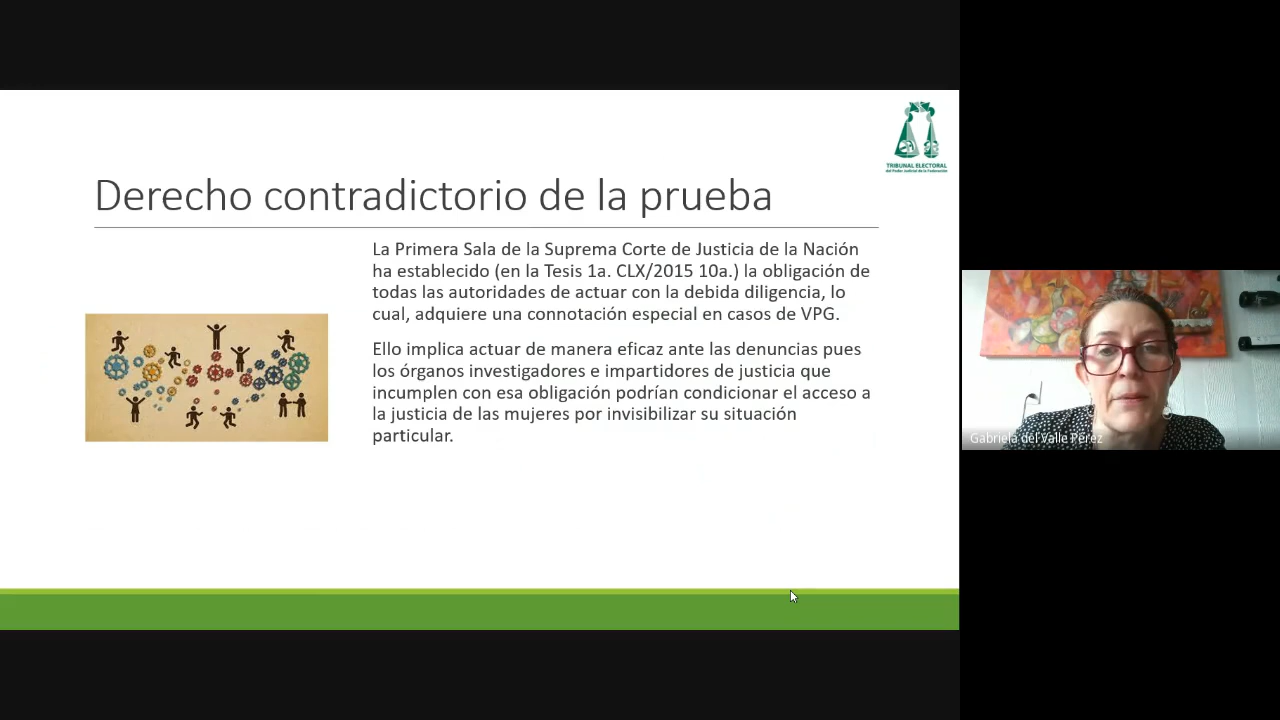 TRIBUNAL ELECTORAL
del Poder Judicial de la Federación
Derecho contradictorio de la prueba
La Primera Sala de la Suprema Corte de Justicia de la Nación
ha establecido (en la Tesis 1a. CLX/2015 10a.) la obligación de
todas las autoridades de actuar con la debida diligencia, lo
cual, adquiere una connotación especial en casos de VPG.
Ello implica actuar de manera eficaz ante las denuncias pues
los órganos investigadores e impartidores de justicia que
incumplen con esa obligación podrían condicionar el acceso a
la justicia de las mujeres por invisibilizar su situación
particular.
Gabriela del Valle Pérez